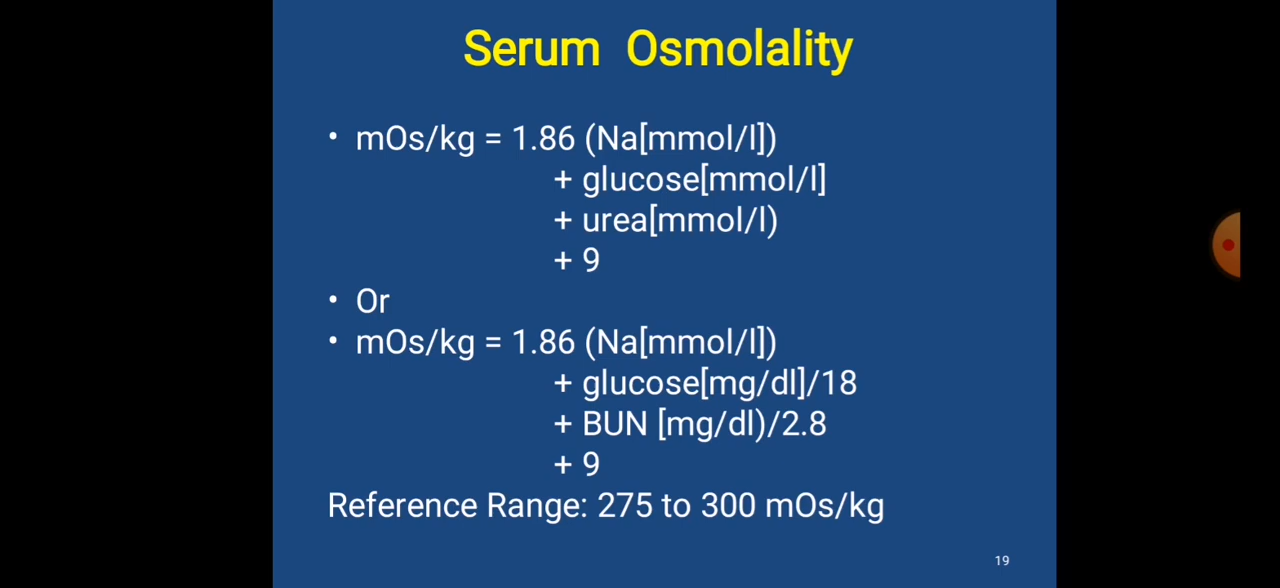 Serum Osmolality
• mOs/kg = 1.86 (Na[mmol/l])
+ glucose[mmol/l]
+ urea[mmol/l)
+ 9
• Or
• mOs/kg = 1.86 (Na[mmol/l])
+ glucose[mg/dl]/18
+ BUN [mg/dl)/2.8
+ 9
Reference Range: 275 to 300 mOs/kg
19